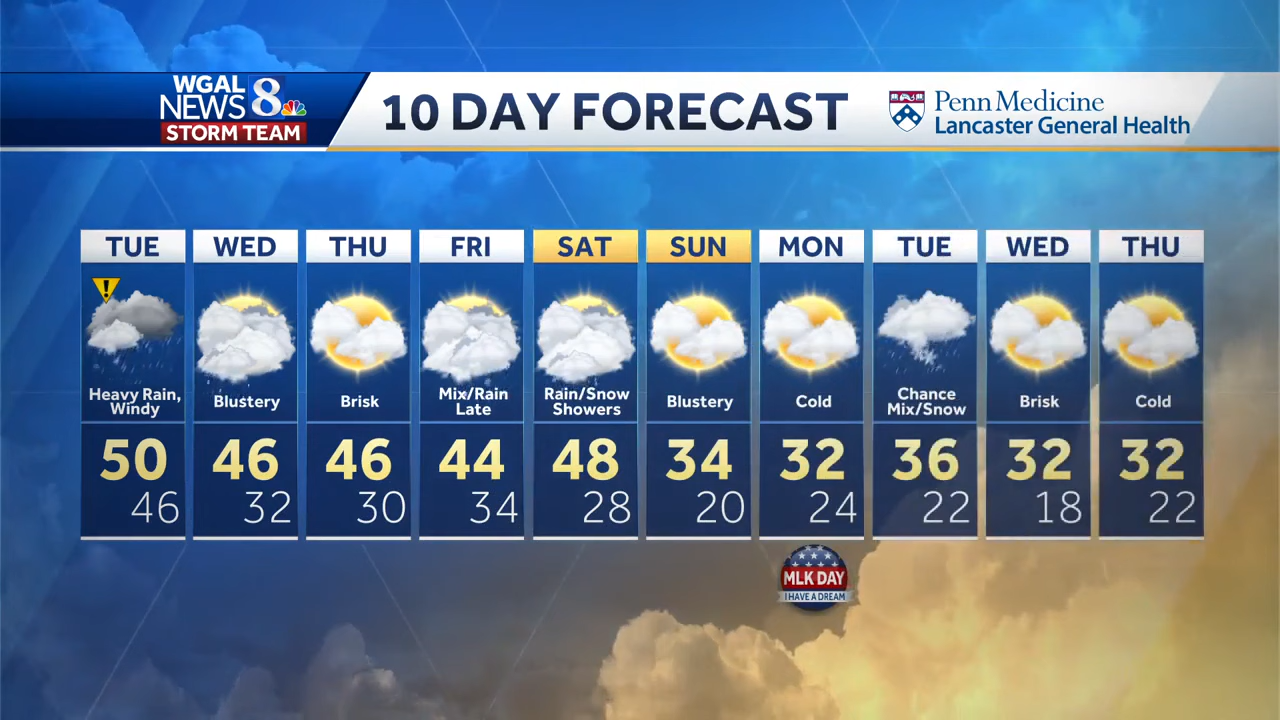 WGAL
NEWS 8
STORM TEAM
10 DAY FORECAST
Penn Medicine
Lancaster General Health
TUE
!
Heavy Rain,
Windy
50
46
WED
Blustery
46
32
THU
Brisk
46
30
FRI
Mix/Rain
Late
44
34
SAT
Rain/Snow
Showers
48
28
SUN
Blustery
34
20
MON
Cold
32
24
MLK DAY
I HAVE A DREAM
TUE
Chance
Mix/Snow
36
22
WED
Brisk
32
18
THU
Cold
32
22